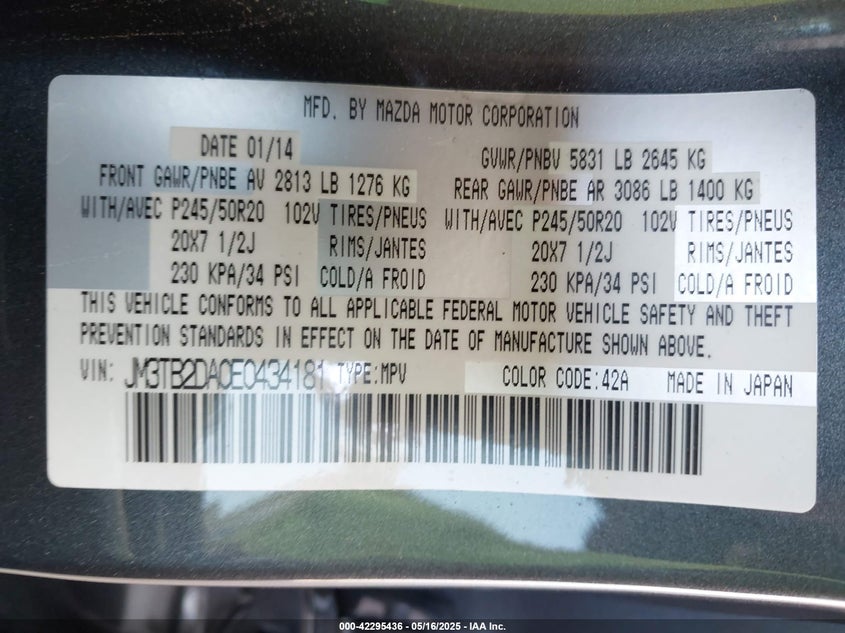 MFD. BY MAZDA MOTOR CORPORATION
DATE 01/14
GVWR/PNBV 5831 LB 2645 KG
FRONT GAWR/PNBE AV 2813 LB 1276 KG
REAR GAWR/PNBE AR 3086 LB 1400 KG
WITH/AVEC P245/50R20 102V TIRES/PNEUS
WITH/AVEC P245/50R20 102V TIRES/PNEUS
20X7 1/2J RIMS/JANTES
20X7 1/2J RIMS/JANTES
230 KPA/34 PSI COLD/A FROID
230 KPA/34 PSI COLD/A FROID
THIS VEHICLE CONFORMS TO ALL APPLICABLE FEDERAL MOTOR VEHICLE SAFETY AND THEFT
PREVENTION STANDARDS IN EFFECT ON THE DATE OF MANUFACTURE SHOWN ABOVE.
VIN: JM3TB2DA0E0434181 TYPE:MPV COLOR CODE:42A MADE IN JAPAN
000-42295436 - 05/16/2025 - IAA Inc.